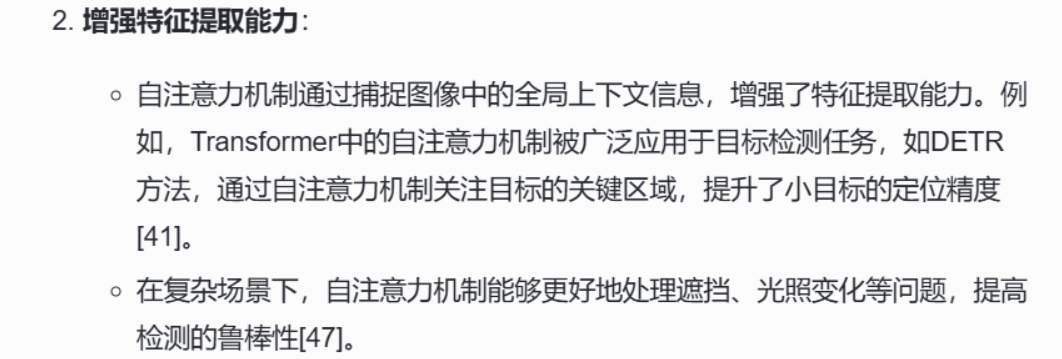 2. 增强特征提取能力：
○ 自注意力机制通过捕捉图像中的全局上下文信息，增强了特征提取能力。例
如，Transformer中的自注意力机制被广泛应用于目标检测任务，如DETR
方法，通过自注意力机制关注目标的关键区域，提升了小目标的定位精度
[41]。
○ 在复杂场景下，自注意力机制能够更好地处理遮挡、光照变化等问题，提高
检测的鲁棒性[47]。